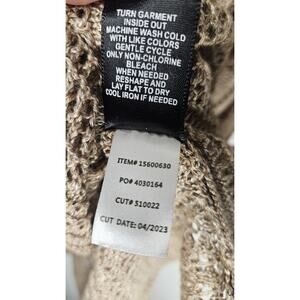 TURN GARMENT
INSIDE OUT
MACHINE WASH COLD
WITH LIKE COLORS
GENTLE CYCLE
ONLY NON-CHLORINE
BLEACH
WHEN NEEDED
RESHAPE AND
LAY FLAT TO DRY
COOL IRON IF NEEDED
ITEM# 15600630
PO# 4030164
CUT# 510022
CUT DATE: 04/2023